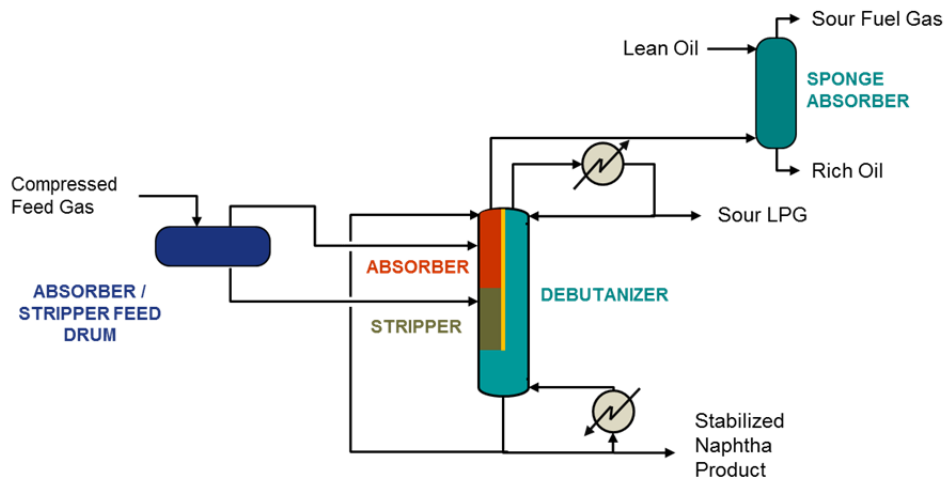 Sour Fuel Gas
Lean Oil
SPONGE
ABSORBER
Rich Oil
Compressed
Feed Gas
Sour LPG
ABSORBER
DEBUTANIZER
ABSORBER /
STRIPPER FEED
DRUM
STRIPPER
Stabilized
Naphtha
Product